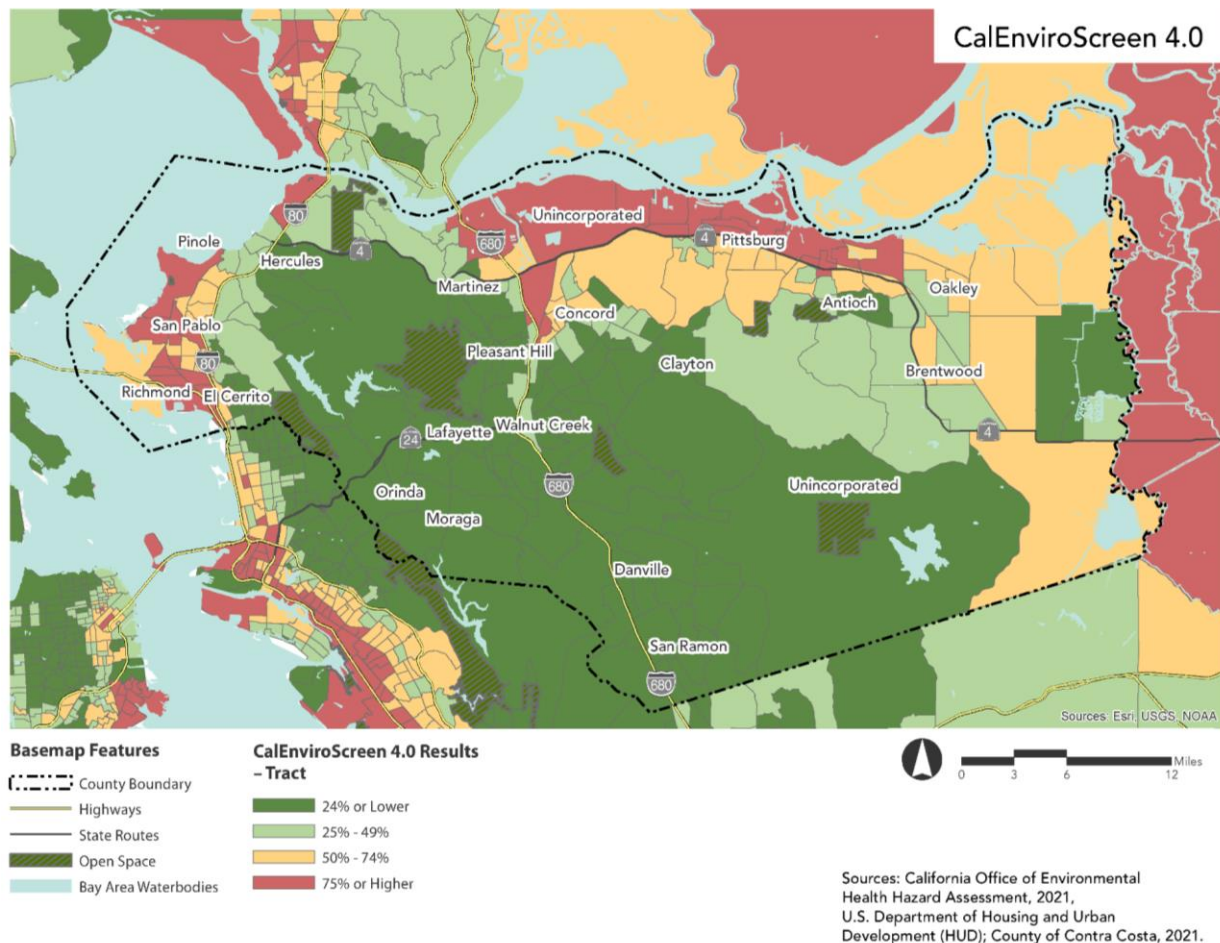 CalEnviroScreen 4.0
Unincorporated
80
680
4
Pittsburg
Pinole
Hercules
4
Martinez
Antioch
Oakley
San Pablo
Concord
80
Pleasant Hill
Clayton
Brentwood
Richmond
El Cerrito
Walnut Creek
Lafayette
24
4
680
Unincorporated
Orinda
Moraga
Danville
San Ramon
680
Sources: Esri, USGS, NOAA
Basemap Features
County Boundary
Highways
State Routes
Open Space
Bay Area Waterbodies
CalEnviroScreen 4.0 Results
– Tract
24% or Lower
25% - 49%
50% - 74%
75% or Higher
Miles
0 3 6 12
Sources: California Office of Environmental
Health Hazard Assessment, 2021,
U.S. Department of Housing and Urban
Development (HUD); County of Contra Costa, 2021.